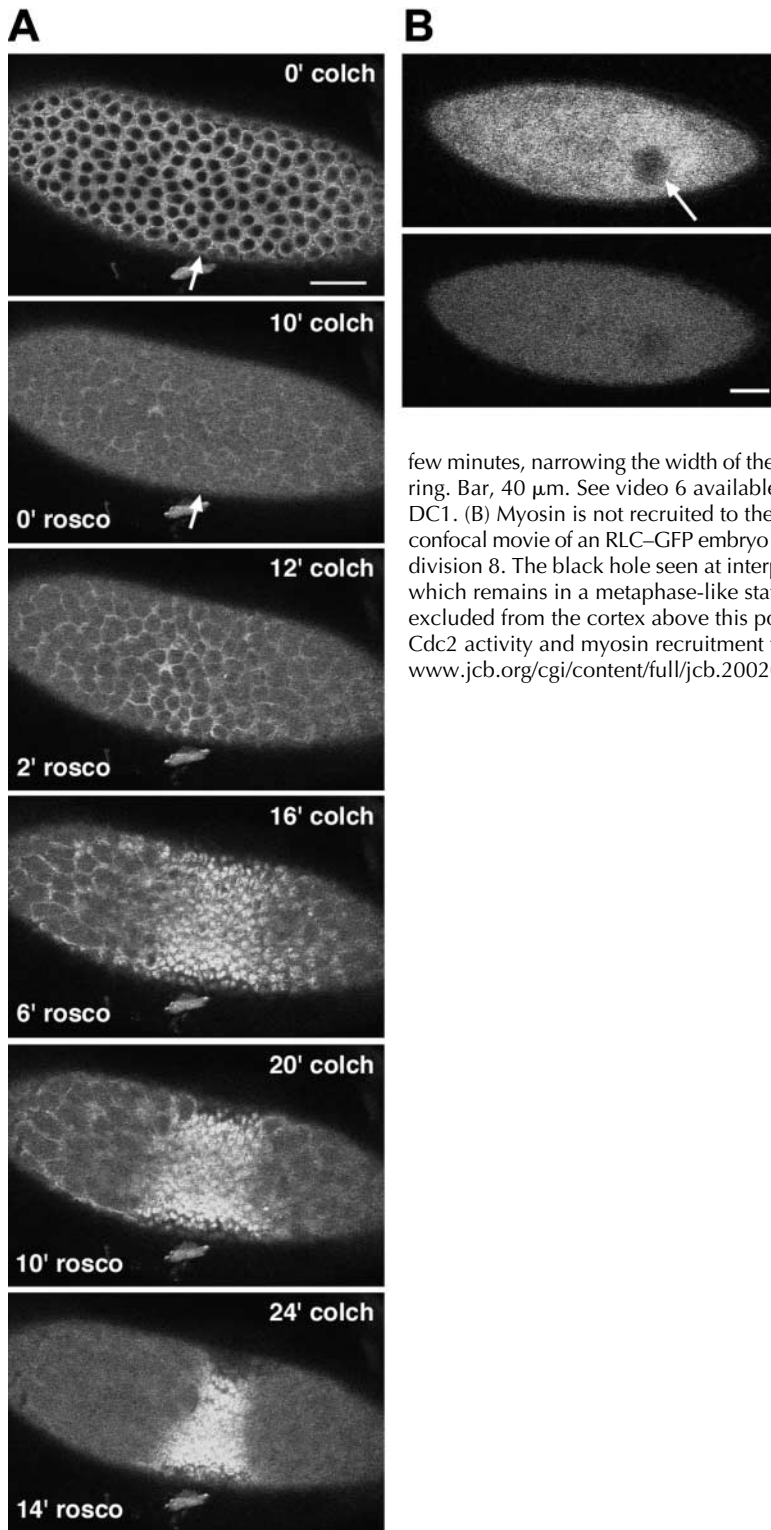 A
B
0' colch
10' colch
0' rosco
12' colch
2' rosco
16' colch
6' rosco
20' colch
10' rosco
24' colch
14' rosco
few minutes, narrowing the width of the
ring. Bar, 40 μm. See video 6 available
DC1. (B) Myosin is not recruited to the
confocal movie of an RLC–GFP embryo
division 8. The black hole seen at interp
which remains in a metaphase-like stat
excluded from the cortex above this po
Cdc2 activity and myosin recruitment t
www.jcb.org/cgi/content/full/jcb.20020